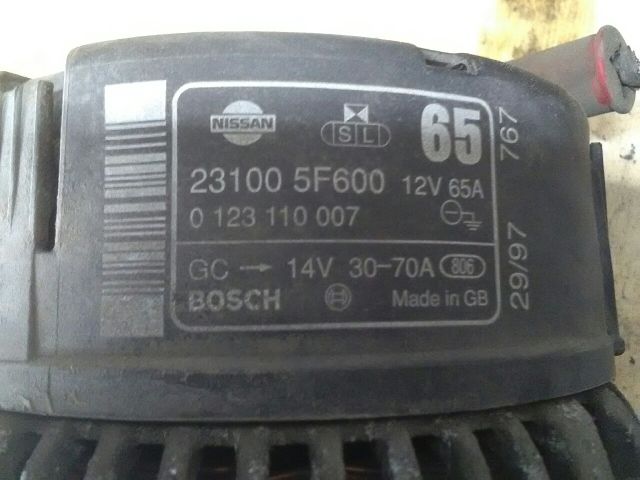 NISSAN
S L
65
23100 5F600 12V 65A
0 123 110 007
GC → 14V 30-70A 806
BOSCH Made in GB
29/97 767